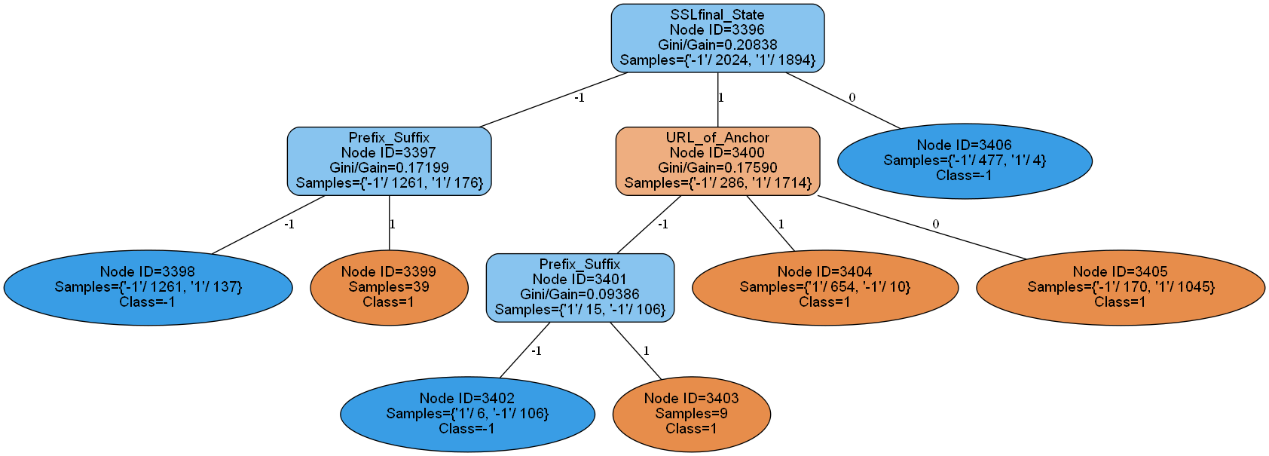 SSLfinal_State
Node ID=3396
Gini/Gain=0.20838
Samples={'-1'/ 2024, '1'/ 1894}
-1
1
0
Prefix_Suffix
Node ID=3397
Gini/Gain=0.17199
Samples={'-1'/ 1261, '1'/ 176}
URL_of_Anchor
Node ID=3400
Gini/Gain=0.17590
Samples={'-1'/ 286, '1'/ 1714}
Node ID=3406
Samples={'-1'/ 477, '1'/ 4}
Class=-1
-1
1
-1
1
0
Node ID=3398
Samples={'-1'/ 1261, '1'/ 137}
Class=-1
Node ID=3399
Samples=39
Class=1
Prefix_Suffix
Node ID=3401
Gini/Gain=0.09386
Samples={'1'/ 15, '-1'/ 106}
Node ID=3404
Samples={'1'/ 654, '-1'/ 10}
Class=1
Node ID=3405
Samples={'-1'/ 170, '1'/ 1045}
Class=1
-1
1
Node ID=3402
Samples={'1'/ 6, '-1'/ 106}
Class=-1
Node ID=3403
Samples=9
Class=1